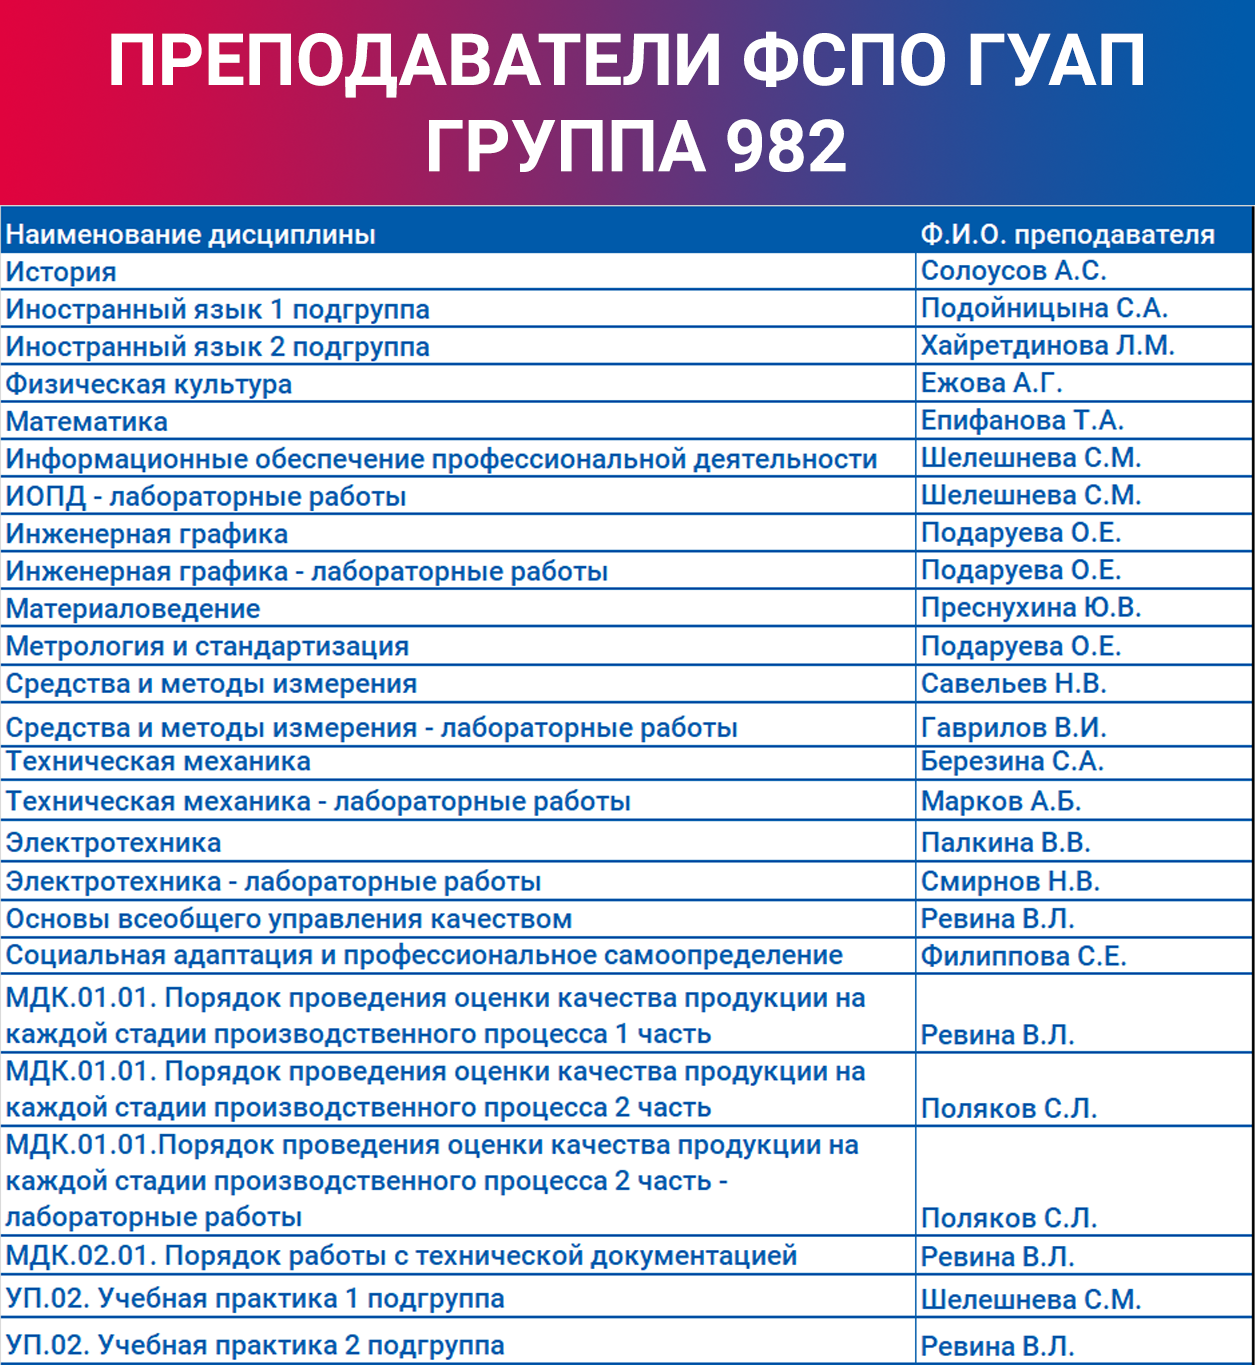 ПРЕПОДАВАТЕЛИ ФСПО ГУАП
ГРУППА 982
Наименование дисциплины Ф.И.О. преподавателя
История Солоусов А.С.
Иностранный язык 1 подгруппа Подойницына С.А.
Иностранный язык 2 подгруппа Хайретдинова Л.М.
Физическая культура Ежова А.Г.
Математика Епифанова Т.А.
Информационные обеспечение профессиональной деятельности Шелешнева С.М.
ИОПД - лабораторные работы Шелешнева С.М.
Инженерная графика Подаруева О.Е.
Инженерная графика - лабораторные работы Подаруева О.Е.
Материаловедение Преснухина Ю.В.
Метрология и стандартизация Подаруева О.Е.
Средства и методы измерения Савельев Н.В.
Средства и методы измерения - лабораторные работы Гаврилов В.И.
Техническая механика Березина С.А.
Техническая механика - лабораторные работы Марков А.Б.
Электротехника Палкина В.В.
Электротехника - лабораторные работы Смирнов Н.В.
Основы всеобщего управления качеством Ревина В.Л.
Социальная адаптация и профессиональное самоопределение Филиппова С.Е.
МДК.01.01. Порядок проведения оценки качества продукции на
каждой стадии производственного процесса 1 часть Ревина В.Л.
МДК.01.01. Порядок проведения оценки качества продукции на
каждой стадии производственного процесса 2 часть Поляков С.Л.
МДК.01.01.Порядок проведения оценки качества продукции на
каждой стадии производственного процесса 2 часть -
лабораторные работы Поляков С.Л.
МДК.02.01. Порядок работы с технической документацией Ревина В.Л.
УП.02. Учебная практика 1 подгруппа Шелешнева С.М.
УП.02. Учебная практика 2 подгруппа Ревина В.Л.